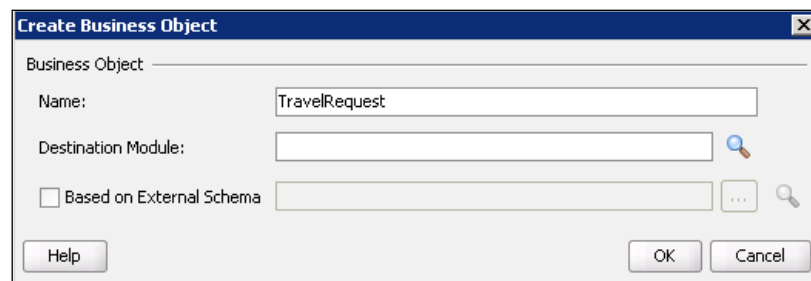 Create Business Object
Business Object
Name: TravelRequest
Destination Module:
Based on External Schema ...
Help OK Cancel